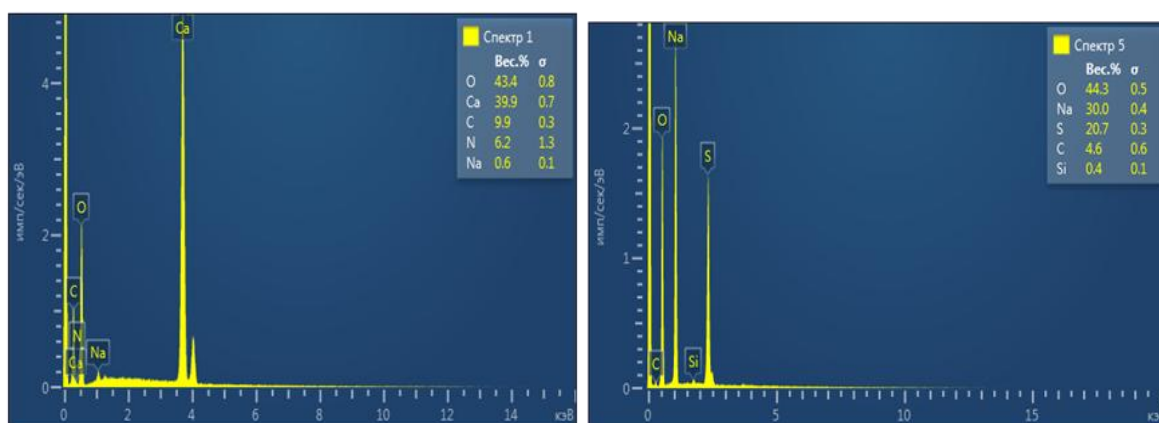 Спектр 1
Вес.% σ
O 43.4 0.8
Ca 39.9 0.7
C 9.9 0.3
N 6.2 1.3
Na 0.6 0.1
Ca
O
C
N
Ca
Na
4
2
0
имп/сек/эВ
0 2 4 6 8 10 12 14 кэВ
Спектр 5
Вес.% σ
O 44.3 0.5
Na 30.0 0.4
S 20.7 0.3
C 4.6 0.6
Si 0.4 0.1
Na
O
S
C
Si
2
1
0
имп/сек/эВ
0 5 10 15